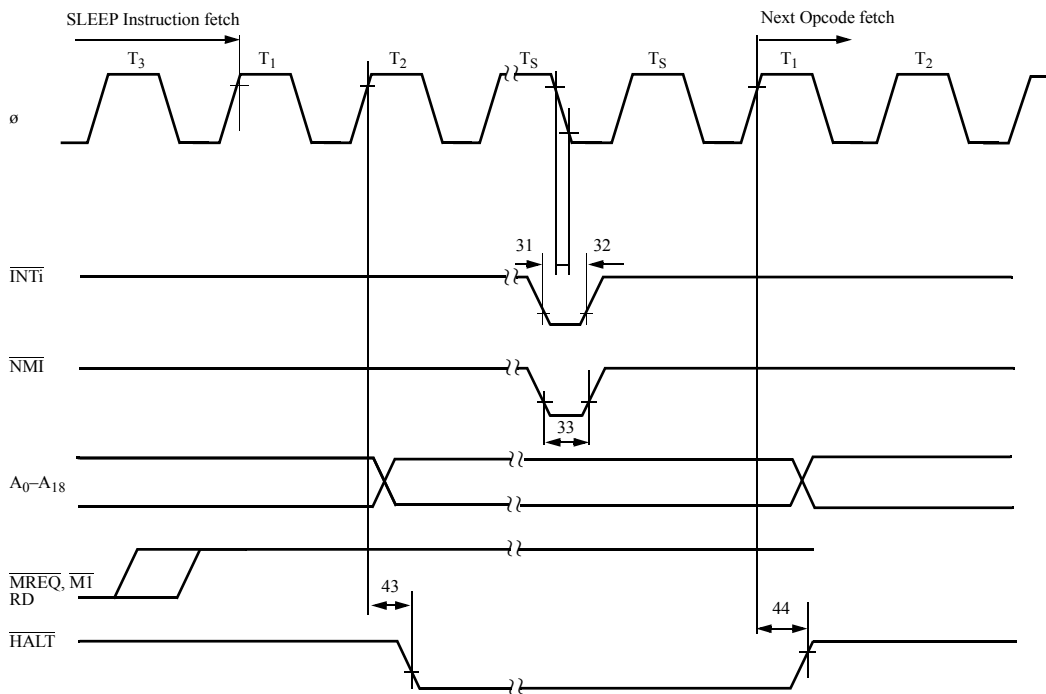 SLEEP Instruction fetch
Next Opcode fetch
T3 T1 T2 TS TS T1 T2
ø
31 32
INTi
NMI
33
A0–A18
MREQ, M1
RD
43
44
HALT